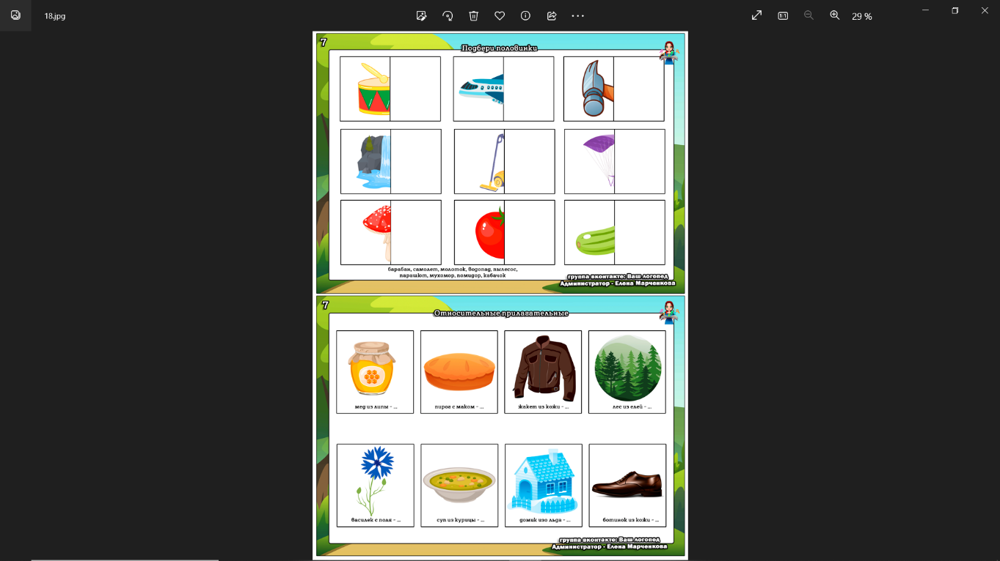 18.jpg
29 %
7
Подбери половинки
барабан, самолет, молоток, водопад, пылесос,
парашют, мухомор, помидор, кабачок
группа вконтакте: Ваш логопед
Администратор - Елена Марченкова
7
Относительные прилагательные
мед из липы - ...
пирог с маком - ...
жакет из кожи - ...
лес из елей - ...
василек с поля - ...
суп из курицы - ...
домик изо льда - ...
ботинок из кожи - ...
группа вконтакте: Ваш логопед
Администратор - Елена Марченкова